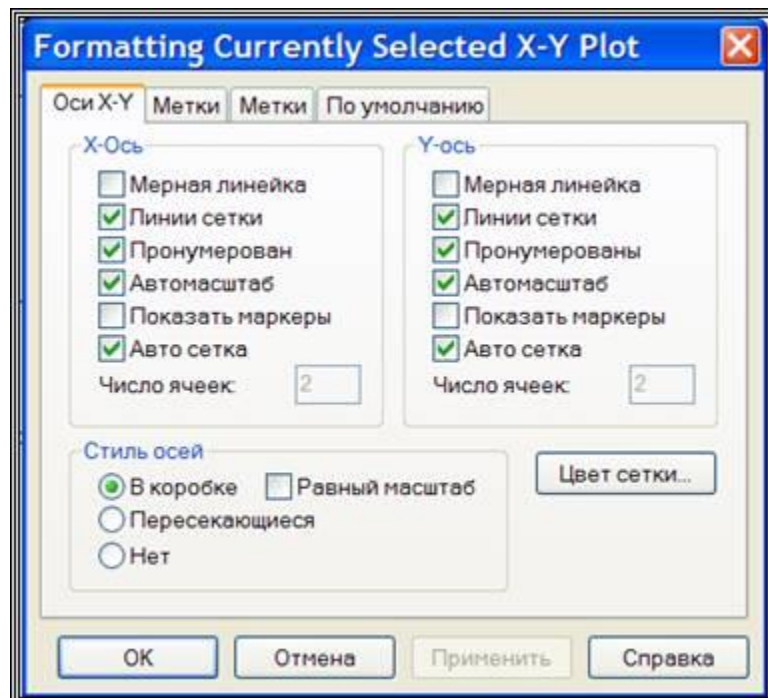 Formatting Currently Selected X-Y Plot
Оси X-Y Метки Метки По умолчанию
X-Ось
Мерная линейка
Линии сетки
Пронумерован
Автомасштаб
Показать маркеры
Авто сетка
Число ячеек: 2
Y-ось
Мерная линейка
Линии сетки
Пронумерованы
Автомасштаб
Показать маркеры
Авто сетка
Число ячеек: 2
Стиль осей
В коробке Равный масштаб
Пересекающиеся
Нет
Цвет сетки...
OK Отмена Применить Справка